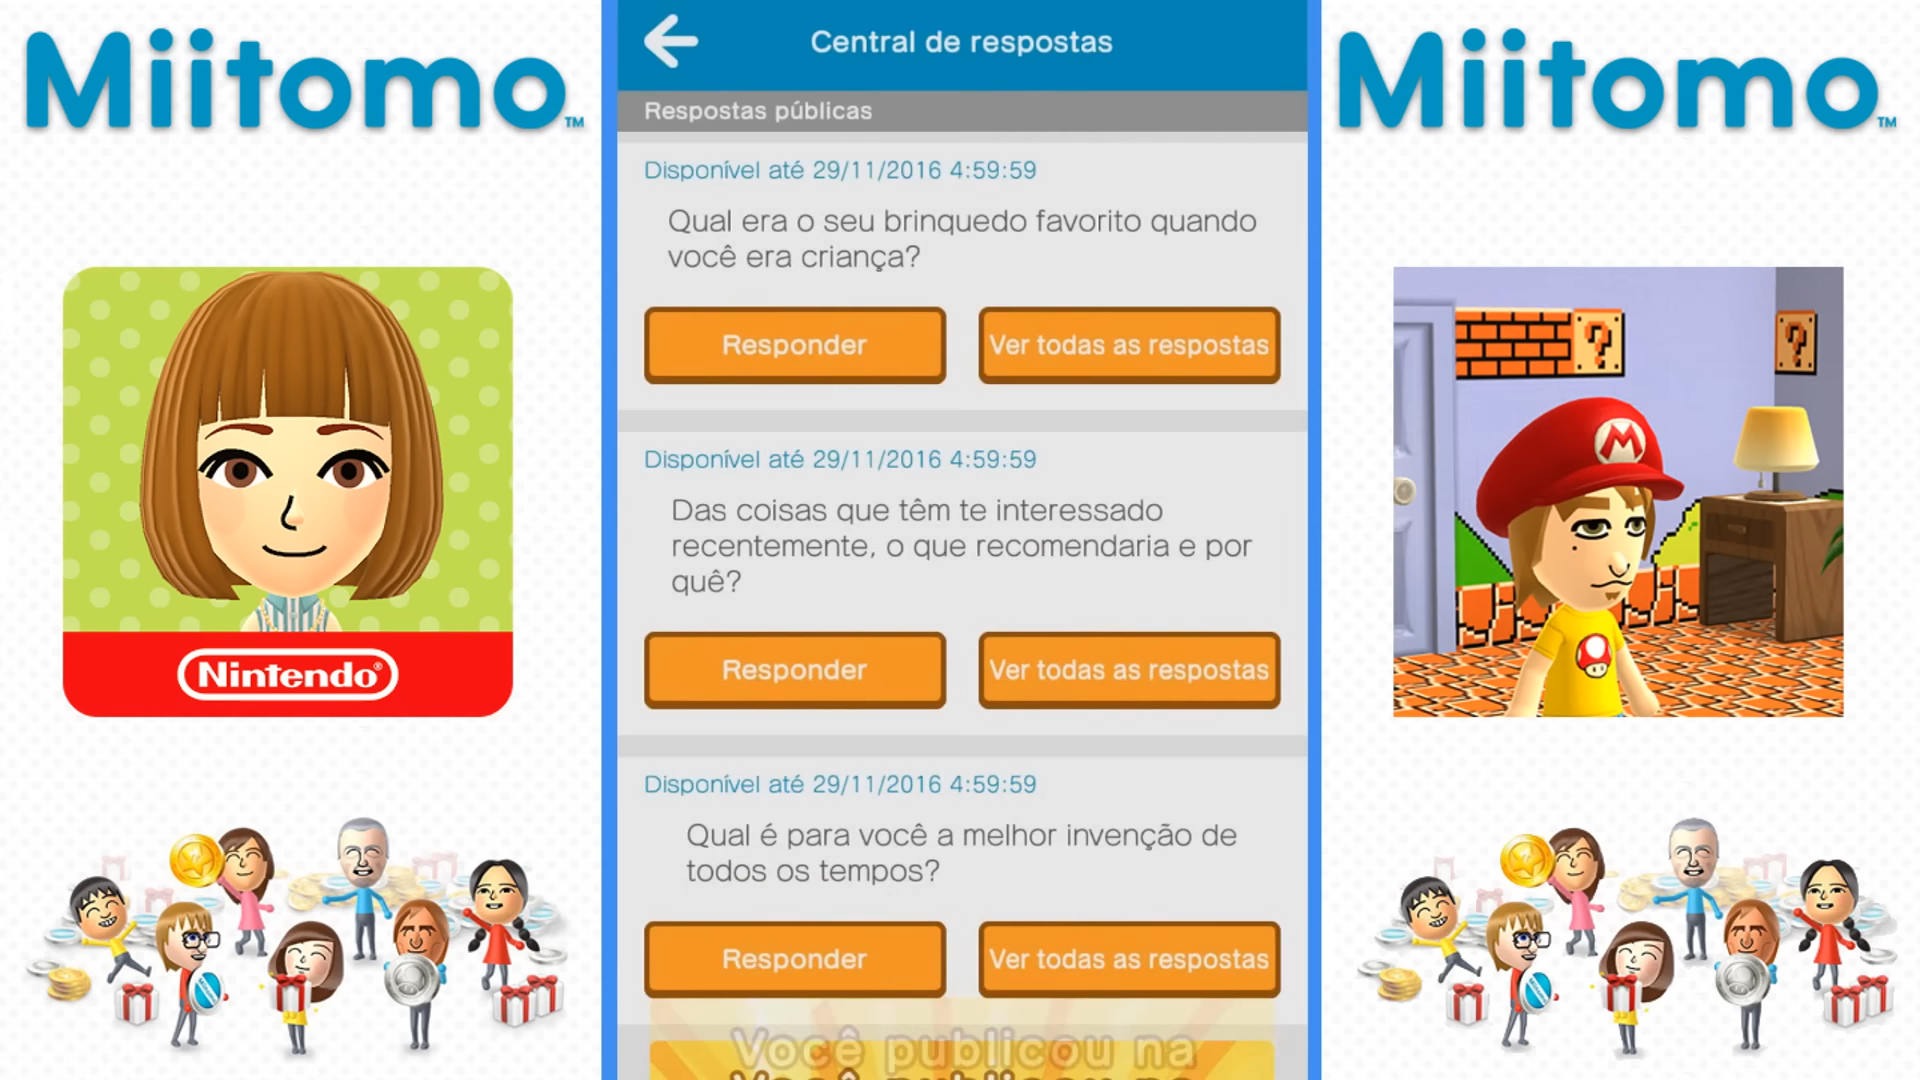 Miitomo™
Nintendo®
Central de respostas
Respostas públicas
Disponível até 29/11/2016 4:59:59
Qual era o seu brinquedo favorito quando
você era criança?
Responder
Ver todas as respostas
Disponível até 29/11/2016 4:59:59
Das coisas que têm te interessado
recentemente, o que recomendaria e por
quê?
Responder
Ver todas as respostas
Disponível até 29/11/2016 4:59:59
Qual é para você a melhor invenção de
todos os tempos?
Responder
Ver todas as respostas
Você publicou na
Você publicou na
Miitomo™
? ?
M